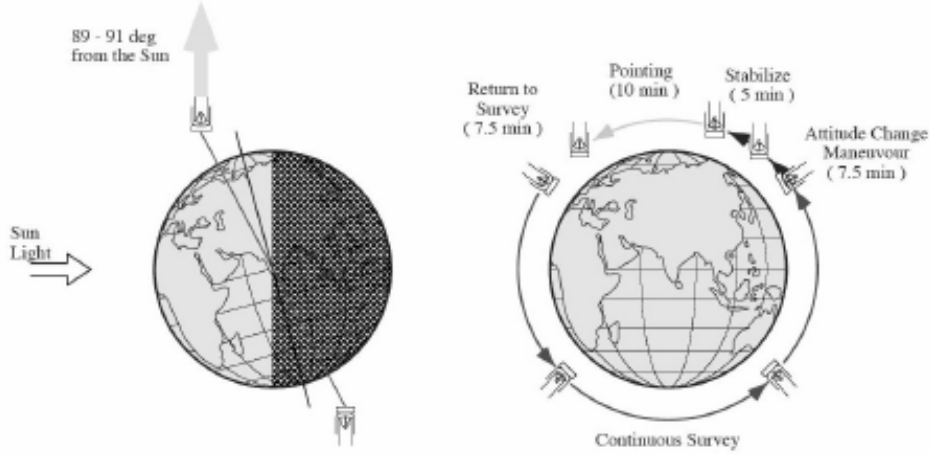 89 - 91 deg
from the Sun
Sun
Light
Return to
Survey
( 7.5 min )
Pointing
(10 min )
Stabilize
( 5 min )
Attitude Change
Maneuvour
( 7.5 min )
Continuous Survey